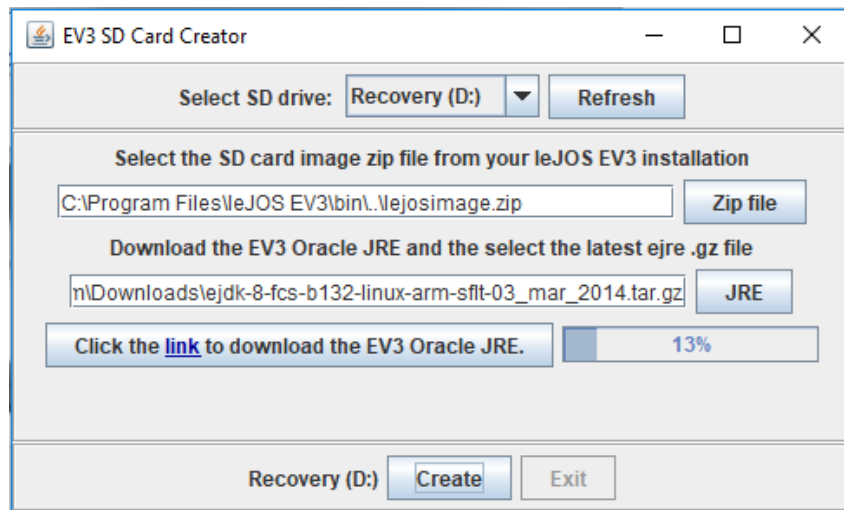 EV3 SD Card Creator
Select SD drive: Recovery (D:) Refresh
Select the SD card image zip file from your leJOS EV3 installation
C:\Program Files\leJOS EV3\bin\..\lejosimage.zip Zip file
Download the EV3 Oracle JRE and the select the latest ejre .gz file
n\Downloads\ejdk-8-fcs-b132-linux-arm-sflt-03_mar_2014.tar.gz JRE
Click the link to download the EV3 Oracle JRE. 13%
Recovery (D:) Create Exit